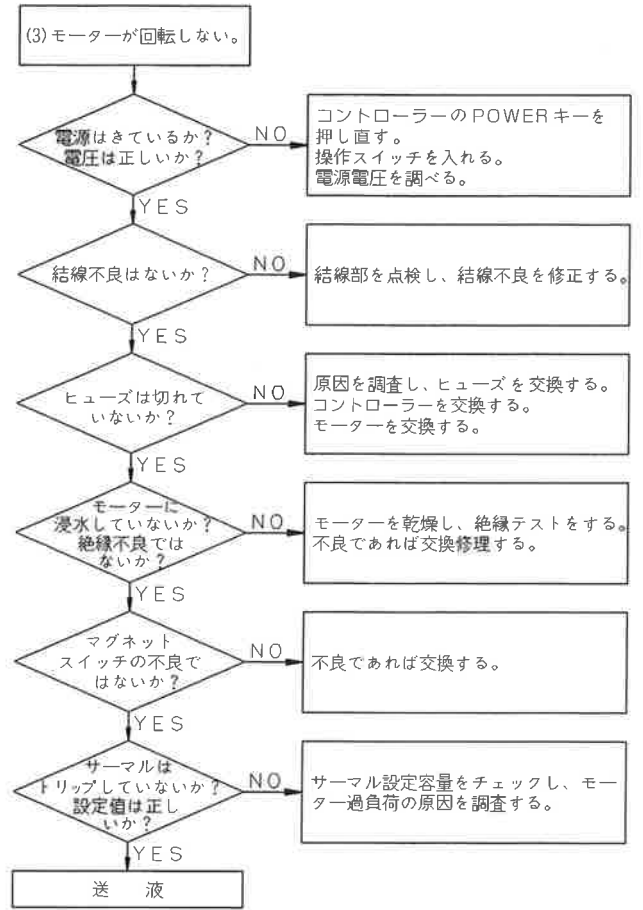 (3)モーターが回転しない。
電源はきているか?
電圧は正しいか?
NO
コントローラーのPOWERキーを
押し直す。
操作スイッチを入れる。
電源電圧を調べる。
YES
結線不良はないか?
NO
結線部を点検し、結線不良を修正する。
YES
ヒューズは切れて
いないか?
NO
原因を調査し、ヒューズを交換する。
コントローラーを交換する。
モーターを交換する。
YES
モーターに
浸水していないか?
絶縁不良では
ないか?
NO
モーターを乾燥し、絶縁テストをする。
不良であれば交換修理する。
YES
マグネット
スイッチの不良で
はないか?
NO
不良であれば交換する。
YES
サーマルは
トリップしていないか?
設定値は正し
いか?
NO
サーマル設定容量をチェックし、モー
ター過負荷の原因を調査する。
YES
送液